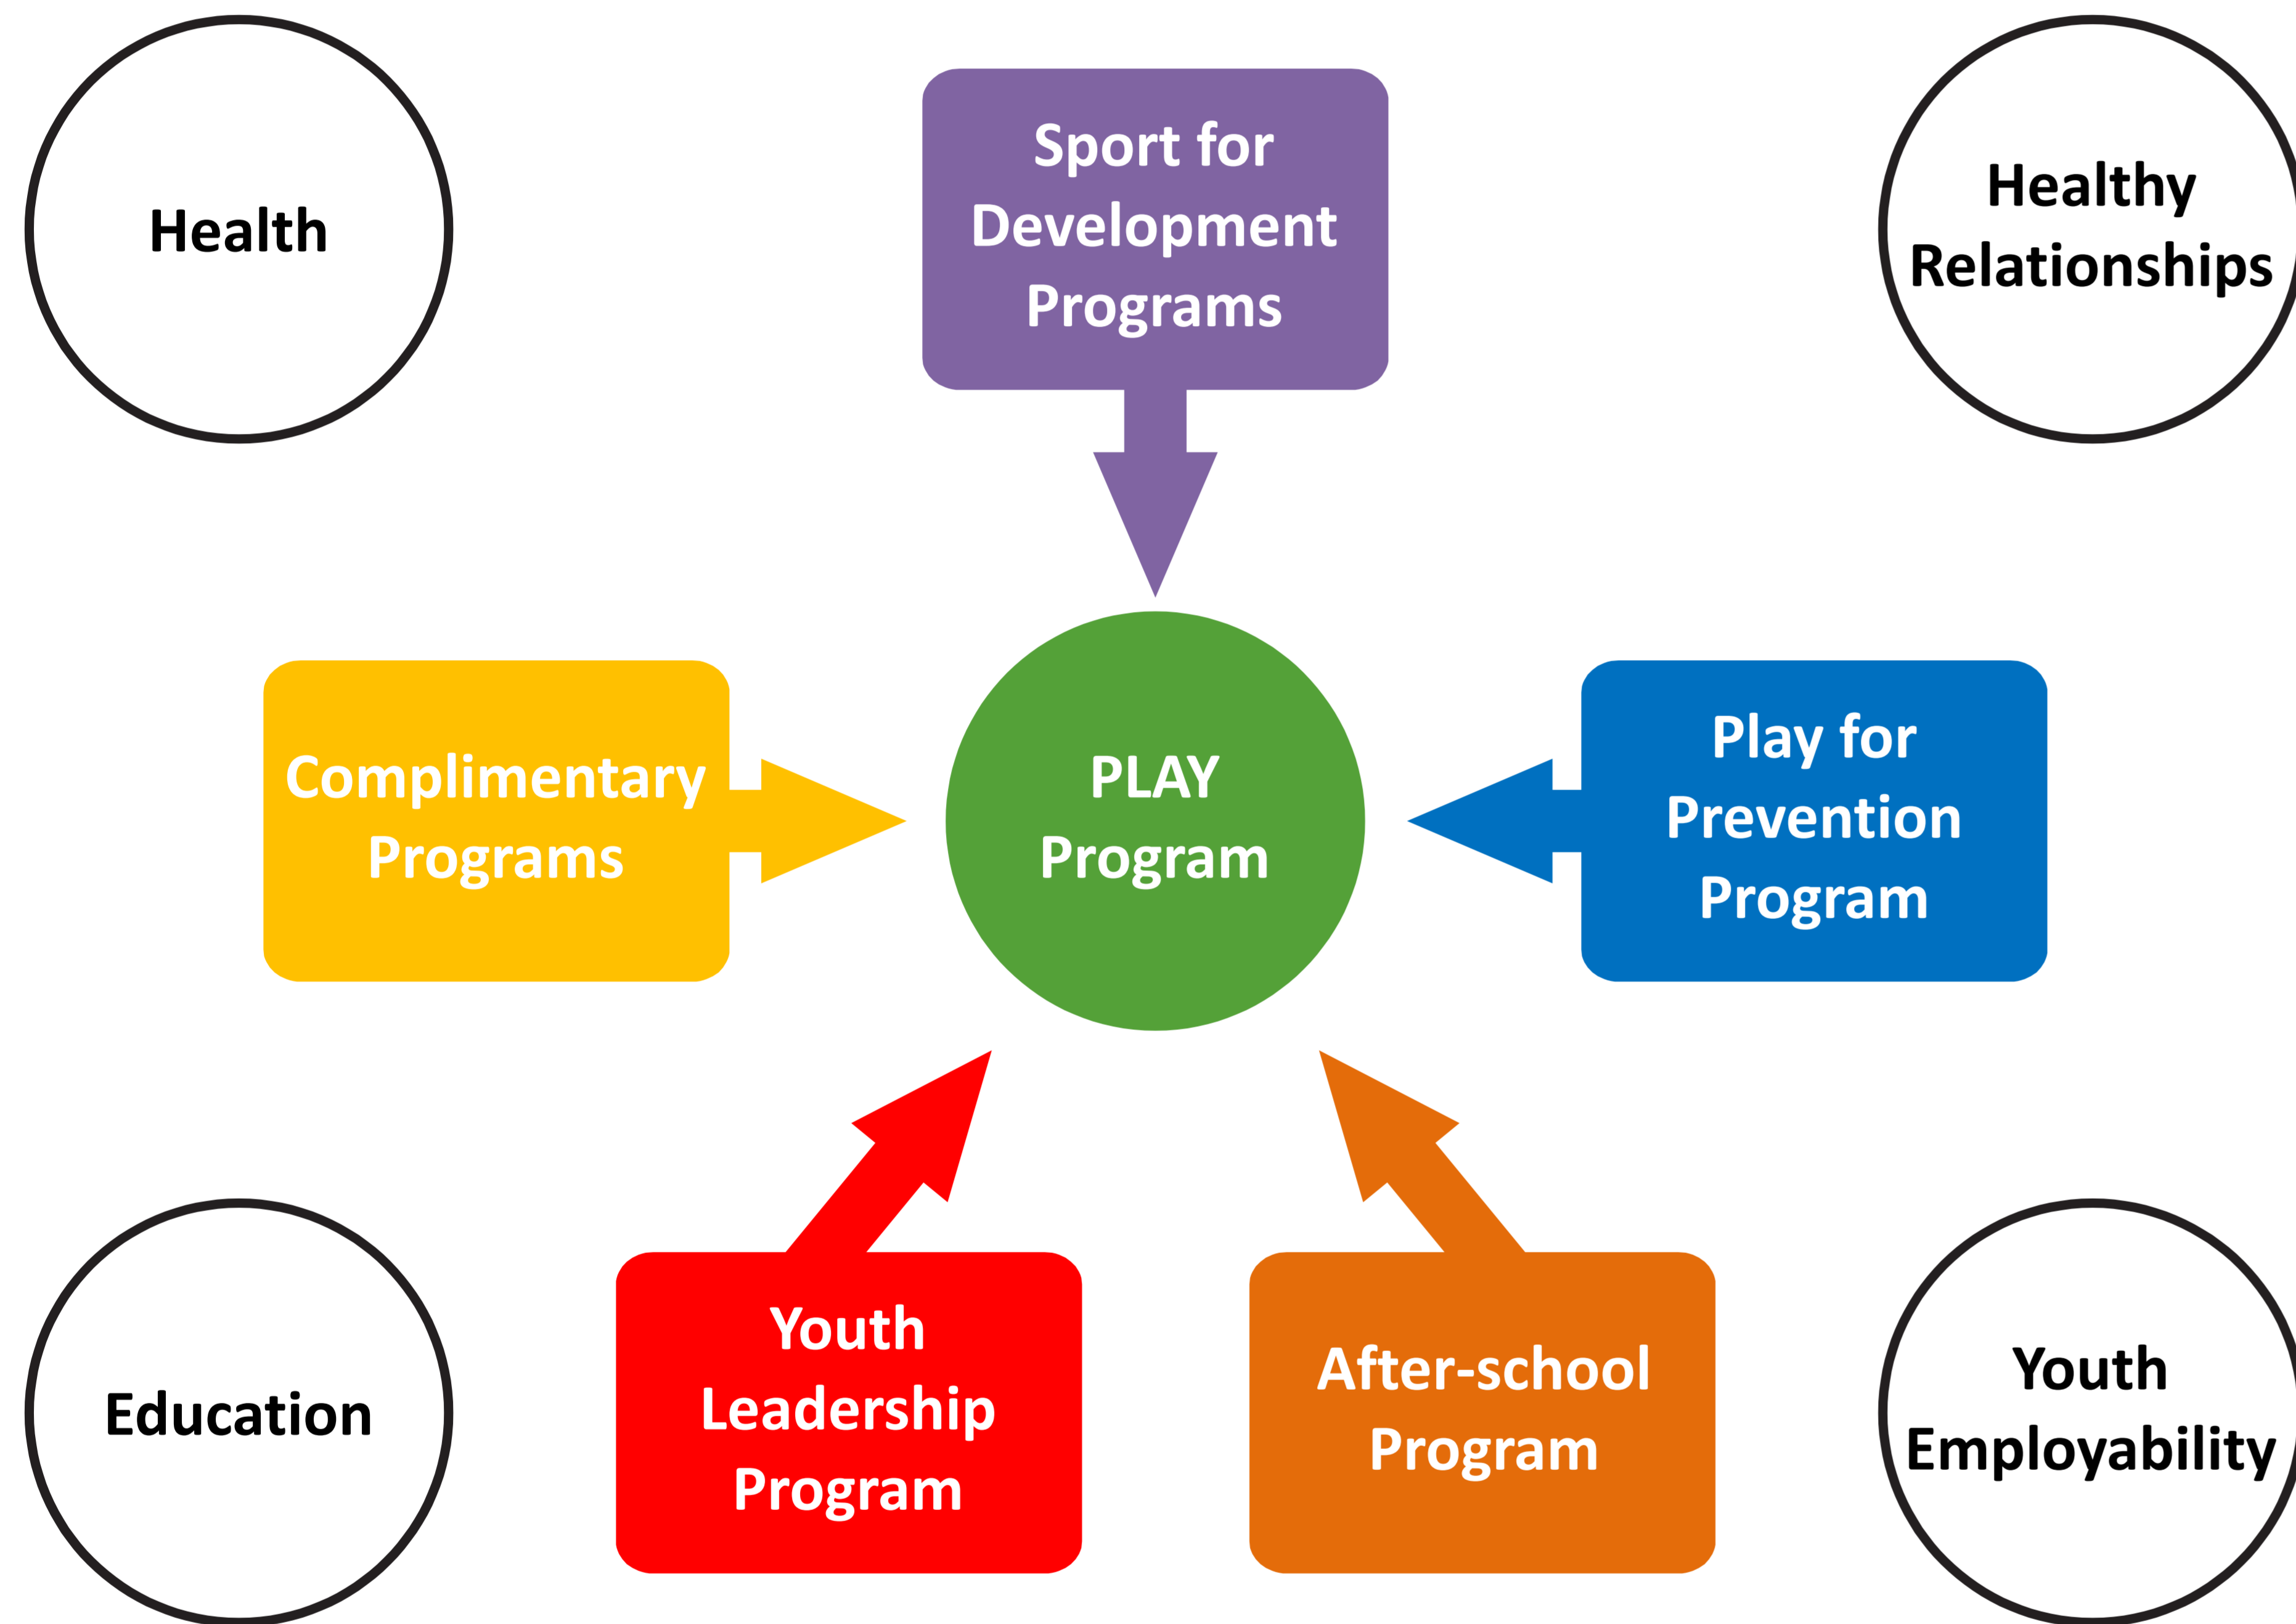 Health
Sport for
Development
Programs
Healthy
Relationships
Complimentary
Programs
PLAY
Program
Play for
Prevention
Program
Education
Youth
Leadership
Program
After-school
Program
Youth
Employability